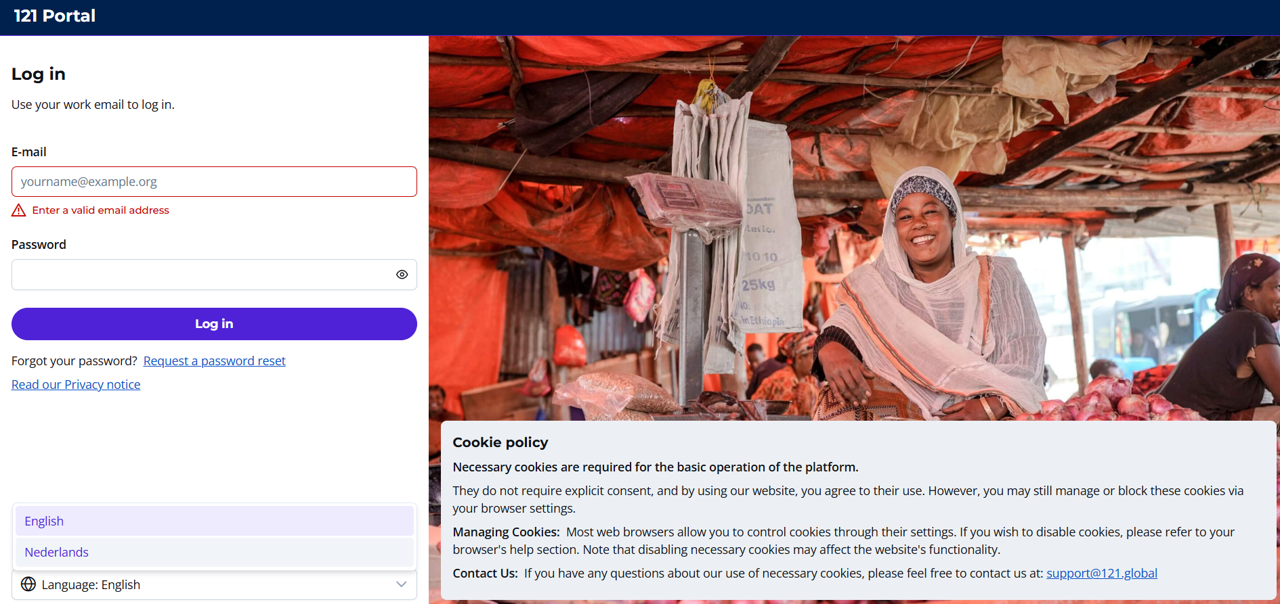 121 Portal
Log in
Use your work email to log in.
E-mail
yourname@example.org
Enter a valid email address
Password
Log in
Forgot your password? Request a password reset
Read our Privacy notice
English
Nederlands
Language: English
25kg
Cookie policy
Necessary cookies are required for the basic operation of the platform.
They do not require explicit consent, and by using our website, you agree to their use. However, you may still manage or block these cookies via
your browser settings.
Managing Cookies: Most web browsers allow you to control cookies through their settings. If you wish to disable cookies, please refer to your
browser's help section. Note that disabling necessary cookies may affect the website's functionality.
Contact Us: If you have any questions about our use of necessary cookies, please feel free to contact us at: support@121.global